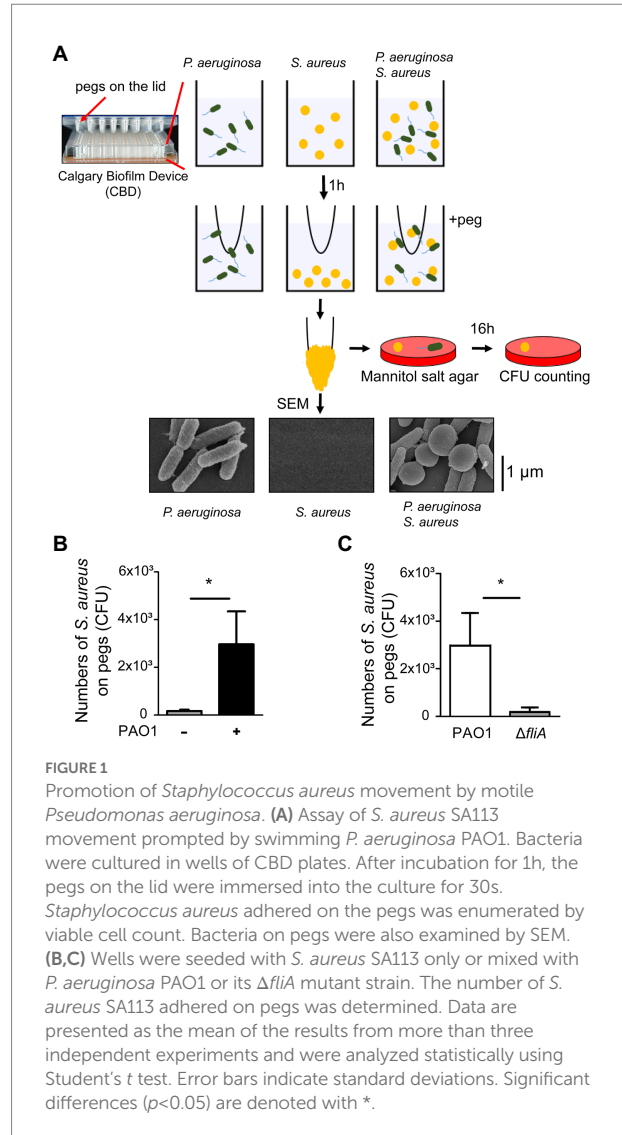 A
P. aeruginosa
S. aureus
P. aeruginosa
S. aureus
pegs on the lid
Calgary Biofilm Device
(CBD)
1h
+peg
16h
Mannitol salt agar
CFU counting
SEM
1 μm
P. aeruginosa
S. aureus
P. aeruginosa
S. aureus
B
Numbers of S. aureus
on pegs (CFU)
6x10³
4x10³
2x10³
0
*
PAO1
-
+
C
Numbers of S. aureus
on pegs (CFU)
6x10³
4x10³
2x10³
0
*
PAO1
ΔfliA
FIGURE 1
Promotion of Staphylococcus aureus movement by motile
Pseudomonas aeruginosa. (A) Assay of S. aureus SA113
movement prompted by swimming P. aeruginosa PAO1. Bacteria
were cultured in wells of CBD plates. After incubation for 1h, the
pegs on the lid were immersed into the culture for 30s.
Staphylococcus aureus adhered on the pegs was enumerated by
viable cell count. Bacteria on pegs were also examined by SEM.
(B,C) Wells were seeded with S. aureus SA113 only or mixed with
P. aeruginosa PAO1 or its ΔfliA mutant strain. The number of S.
aureus SA113 adhered on pegs was determined. Data are
presented as the mean of the results from more than three
independent experiments and were analyzed statistically using
Student's t test. Error bars indicate standard deviations. Significant
differences (p<0.05) are denoted with *.